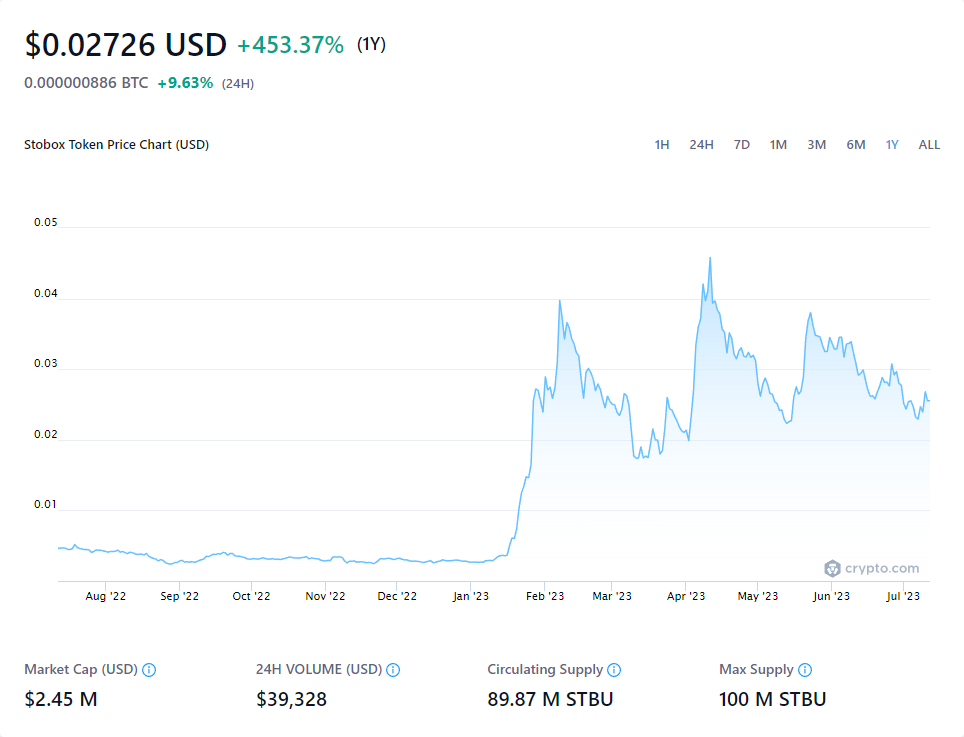 $0.02726 USD +453.37% (1Y)
0.000000886 BTC +9.63% (24H)
Stobox Token Price Chart (USD) 1H 24H 7D 1M 3M 6M 1Y ALL
0.05
0.04
0.03
0.02
0.01
crypto.com
Aug '22 Sep '22 Oct '22 Nov '22 Dec '22 Jan '23 Feb '23 Mar '23 Apr '23 May '23 Jun '23 Jul '23
Market Cap (USD) 24H VOLUME (USD) Circulating Supply Max Supply
$2.45 M $39,328 89.87 M STBU 100 M STBU